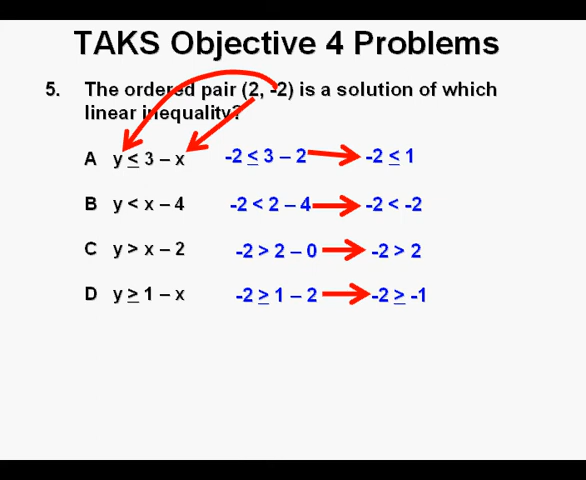 TAKS Objective 4 Problems
5. The ordered pair (2, -2) is a solution of which
linear inequality?
A y ≤ 3 – x -2 ≤ 3 – 2 -2 ≤ 1
B y < x – 4 -2 < 2 – 4 -2 < -2
C y > x – 2 -2 > 2 – 0 -2 > 2
D y ≥ 1 – x -2 ≥ 1 – 2 -2 ≥ -1